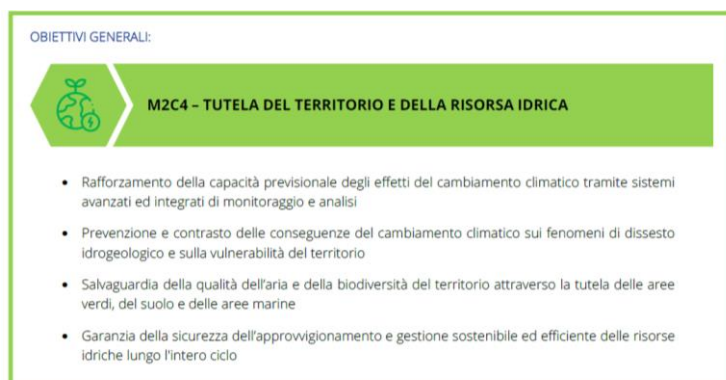 OBIETTIVI GENERALI:
M2C4 – TUTELA DEL TERRITORIO E DELLA RISORSA IDRICA
• Rafforzamento della capacità previsionale degli effetti del cambiamento climatico tramite sistemi
avanzati ed integrati di monitoraggio e analisi
• Prevenzione e contrasto delle conseguenze del cambiamento climatico sui fenomeni di dissesto
idrogeologico e sulla vulnerabilità del territorio
• Salvaguardia della qualità dell'aria e della biodiversità del territorio attraverso la tutela delle aree
verdi, del suolo e delle aree marine
• Garanzia della sicurezza dell'approvvigionamento e gestione sostenibile ed efficiente delle risorse
idriche lungo l'intero ciclo